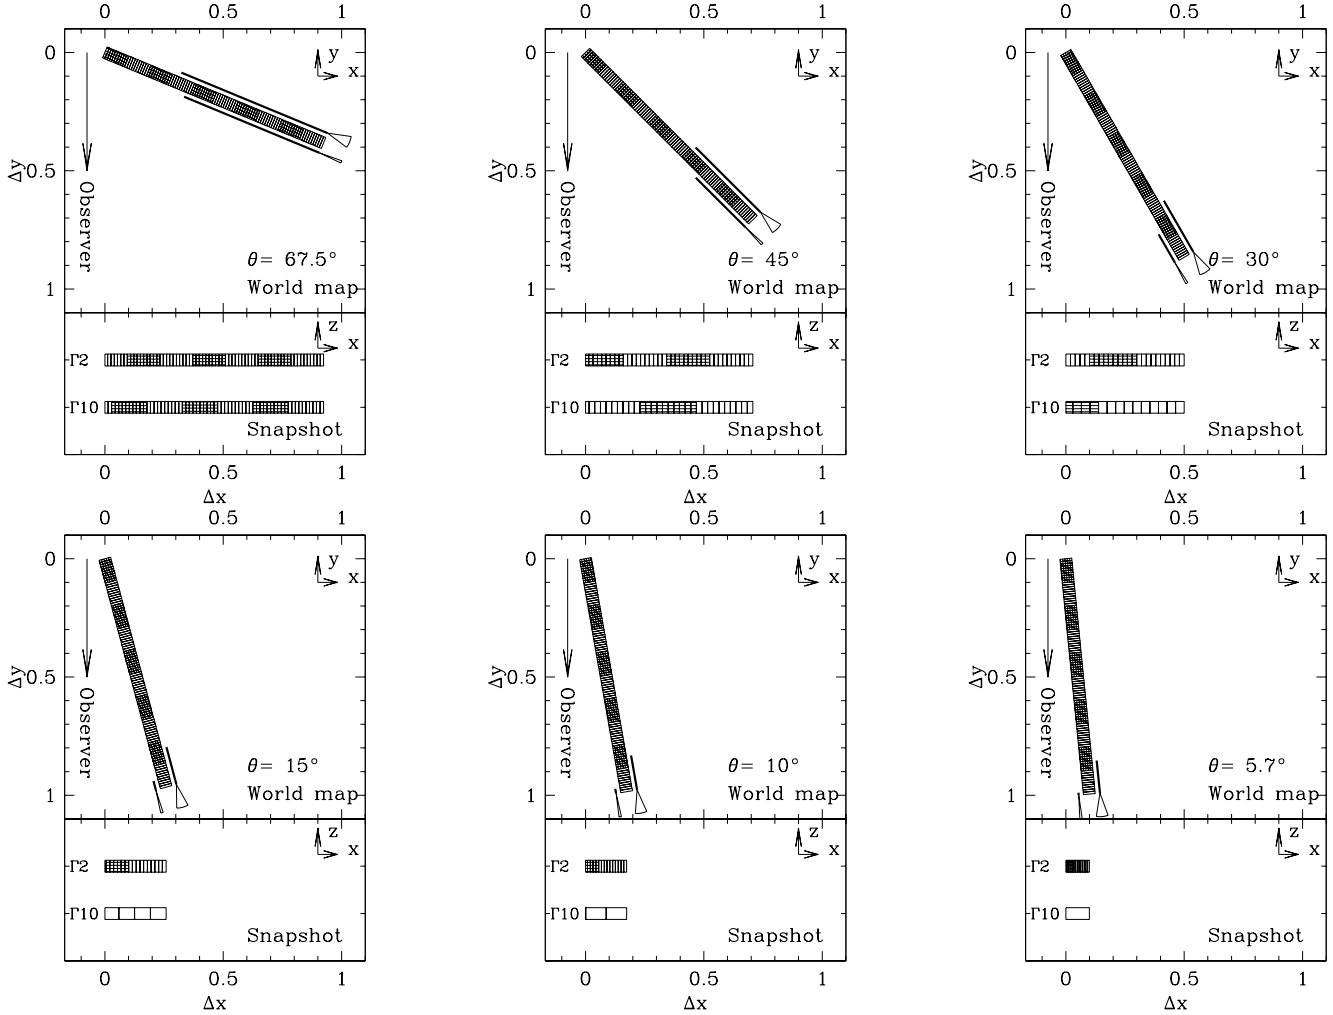 0 0.5 1
0 0.5 1
0 0.5 1
y
x
0
0.5
1
Δy
Observer
θ= 67.5°
World map
y
x
0
0.5
1
Δy
Observer
θ= 45°
World map
y
x
0
0.5
1
Δy
Observer
θ= 30°
World map
z
x
Γ2
Γ10
Snapshot
z
x
Γ2
Γ10
Snapshot
z
x
Γ2
Γ10
Snapshot
0 0.5 1
Δx
0 0.5 1
Δx
0 0.5 1
Δx
0 0.5 1
0 0.5 1
0 0.5 1
y
x
0
0.5
1
Δy
Observer
θ= 15°
World map
y
x
0
0.5
1
Δy
Observer
θ= 10°
World map
y
x
0
0.5
1
Δy
Observer
θ= 5.7°
World map
z
x
Γ2
Γ10
Snapshot
z
x
Γ2
Γ10
Snapshot
z
x
Γ2
Γ10
Snapshot
0 0.5 1
Δx
0 0.5 1
Δx
0 0.5 1
Δx